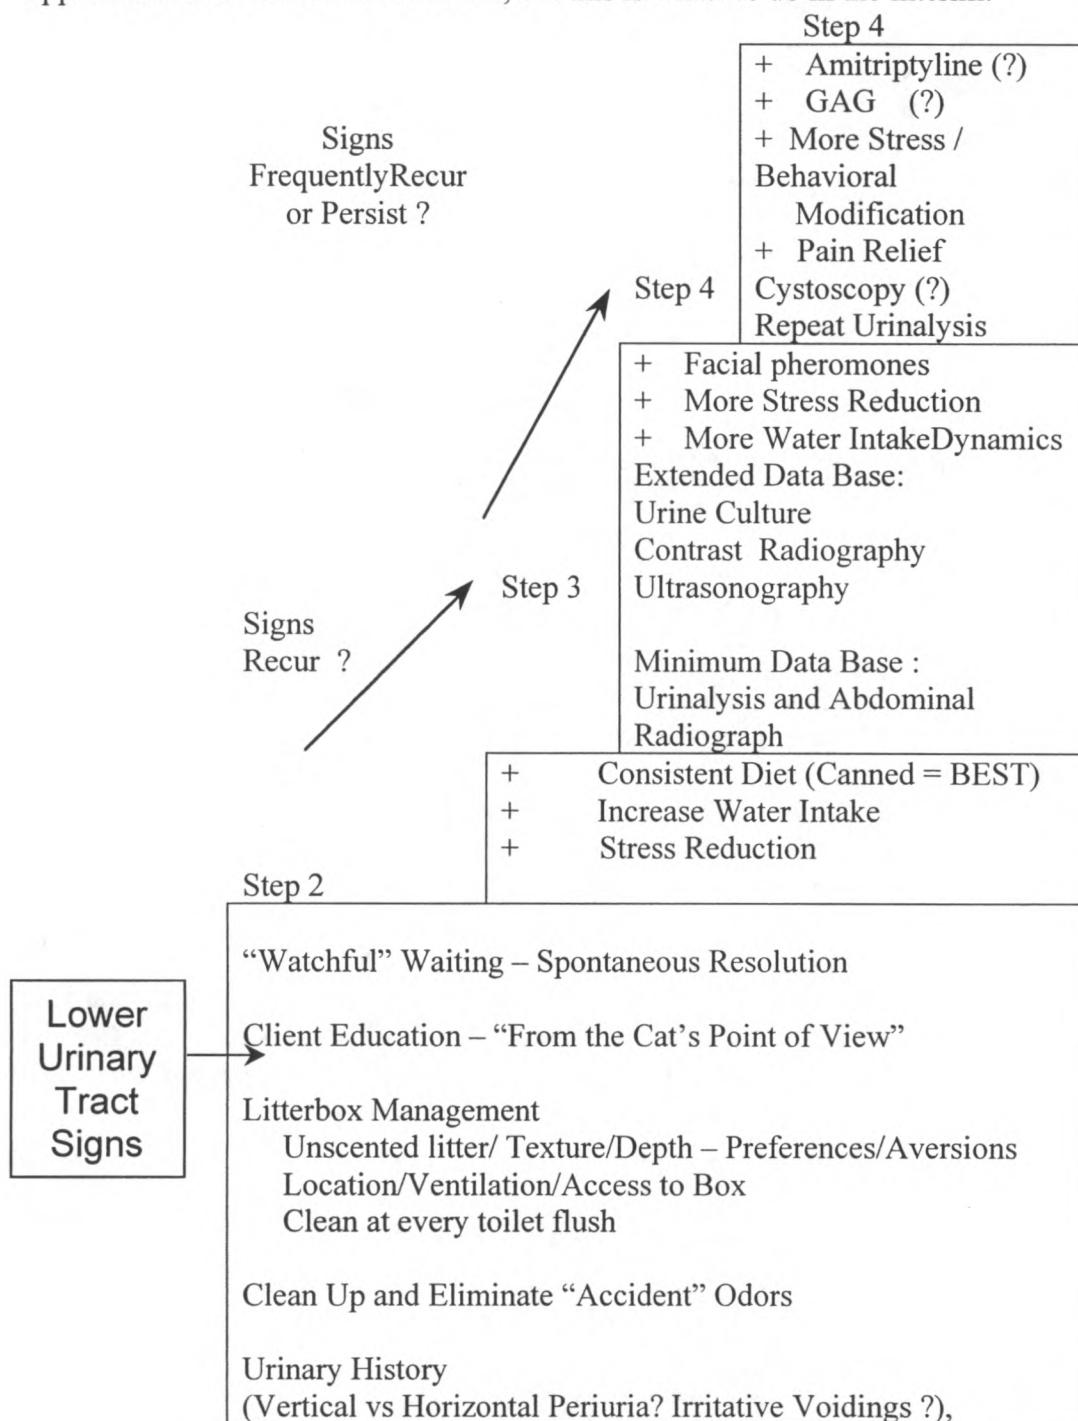 Step 4
+ Amitriptyline (?)
+ GAG (?)
+ More Stress /
Behavioral
Modification
+ Pain Relief
Cystoscopy (?)
Repeat Urinalysis
Signs
FrequentlyRecur
or Persist ?
Step 4
+ Facial pheromones
+ More Stress Reduction
+ More Water IntakeDynamics
Extended Data Base:
Urine Culture
Contrast Radiography
Ultrasonography
Minimum Data Base :
Urinalysis and Abdominal
Radiograph
Step 3
Signs
Recur ?
+ Consistent Diet (Canned = BEST)
+ Increase Water Intake
+ Stress Reduction
Step 2
"Watchful" Waiting – Spontaneous Resolution
Client Education – "From the Cat's Point of View"
Litterbox Management
Unscented litter/ Texture/Depth – Preferences/Aversions
Location/Ventilation/Access to Box
Clean at every toilet flush
Clean Up and Eliminate "Accident" Odors
Urinary History
(Vertical vs Horizontal Periuria? Irritative Voidings ?),
Lower
Urinary
Tract
Signs